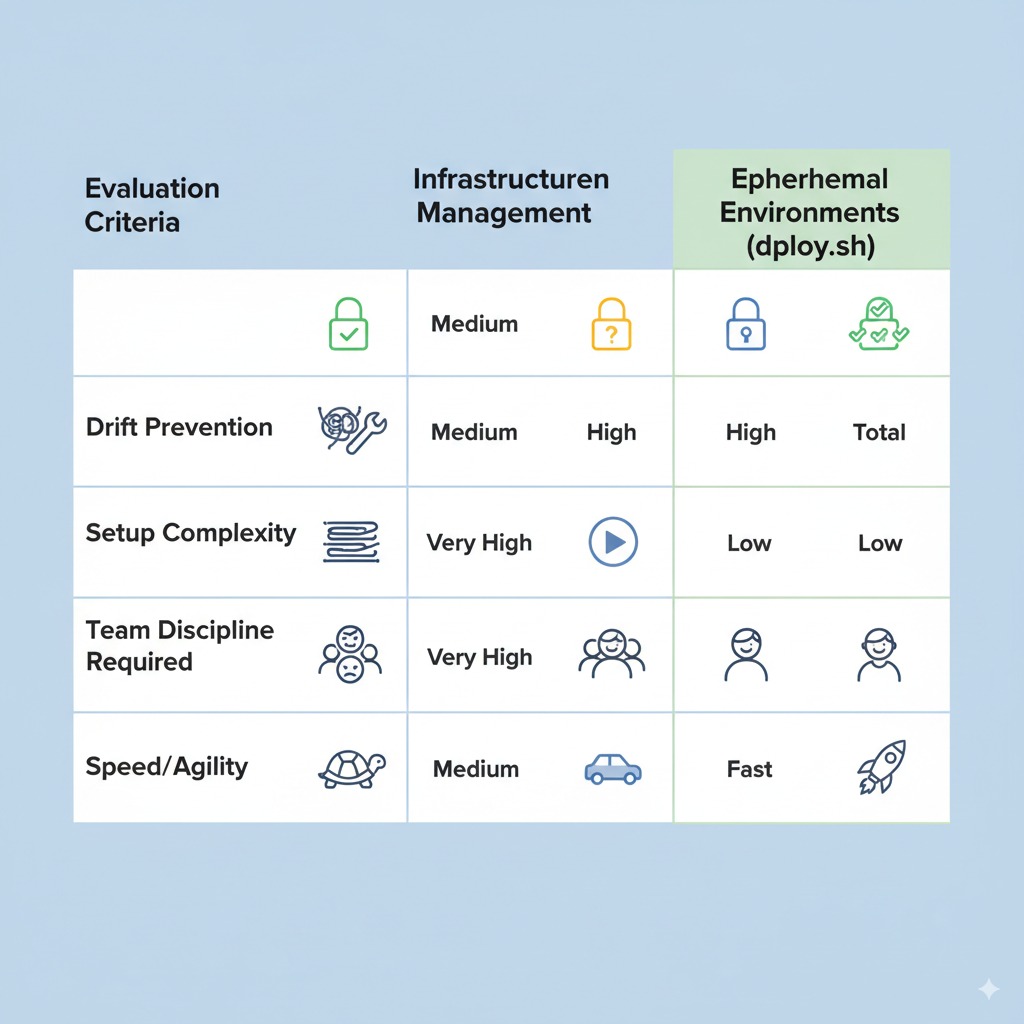 Evaluation
Criteria
Infrastructuren
Management
Epherhemal
Environments
(dploy.sh)
Medium
?
Drift Prevention
Medium
High
High
Total
Setup Complexity
Very High
Low
Low
Team Discipline
Required
Very High
Speed/Agility
Medium
Fast